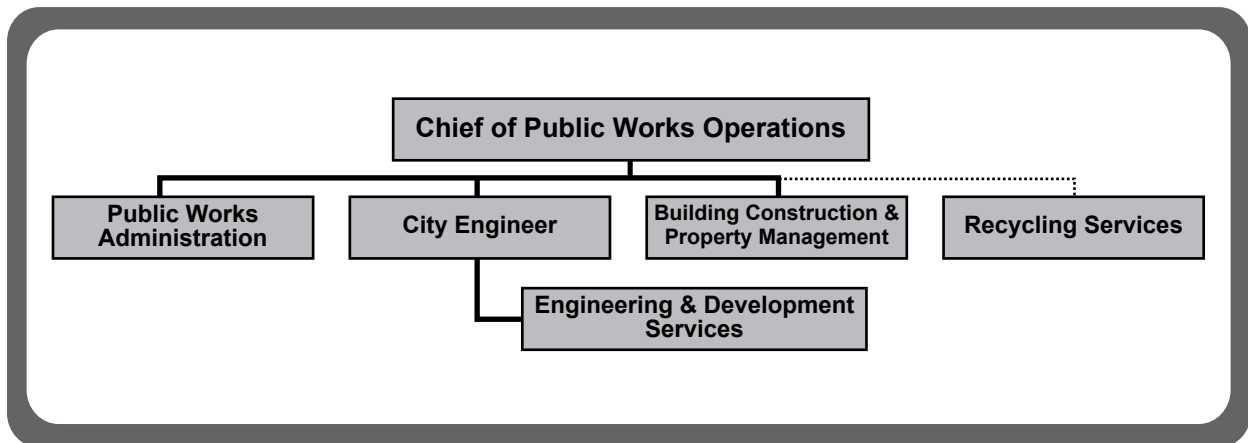 Chief of Public Works Operations
Public Works
Administration
City Engineer
Building Construction &
Property Management
Recycling Services
Engineering & Development
Services